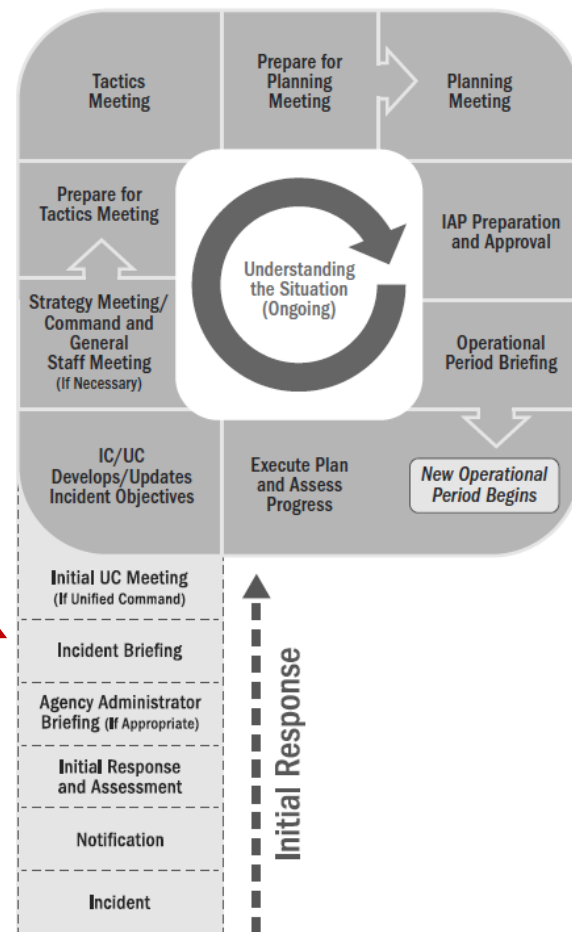 Tactics
Meeting
Prepare for
Planning
Meeting
Planning
Meeting
Prepare for
Tactics Meeting
IAP Preparation
and Approval
Understanding
the Situation
(Ongoing)
Strategy Meeting/
Command and
General
Staff Meeting
(If Necessary)
Operational
Period Briefing
IC/UC
Develops/Updates
Incident Objectives
Execute Plan
and Assess
Progress
New Operational
Period Begins
Initial UC Meeting
(If Unified Command)
Incident Briefing
Agency Administrator
Briefing (If Appropriate)
Initial Response
and Assessment
Notification
Incident
Initial Response